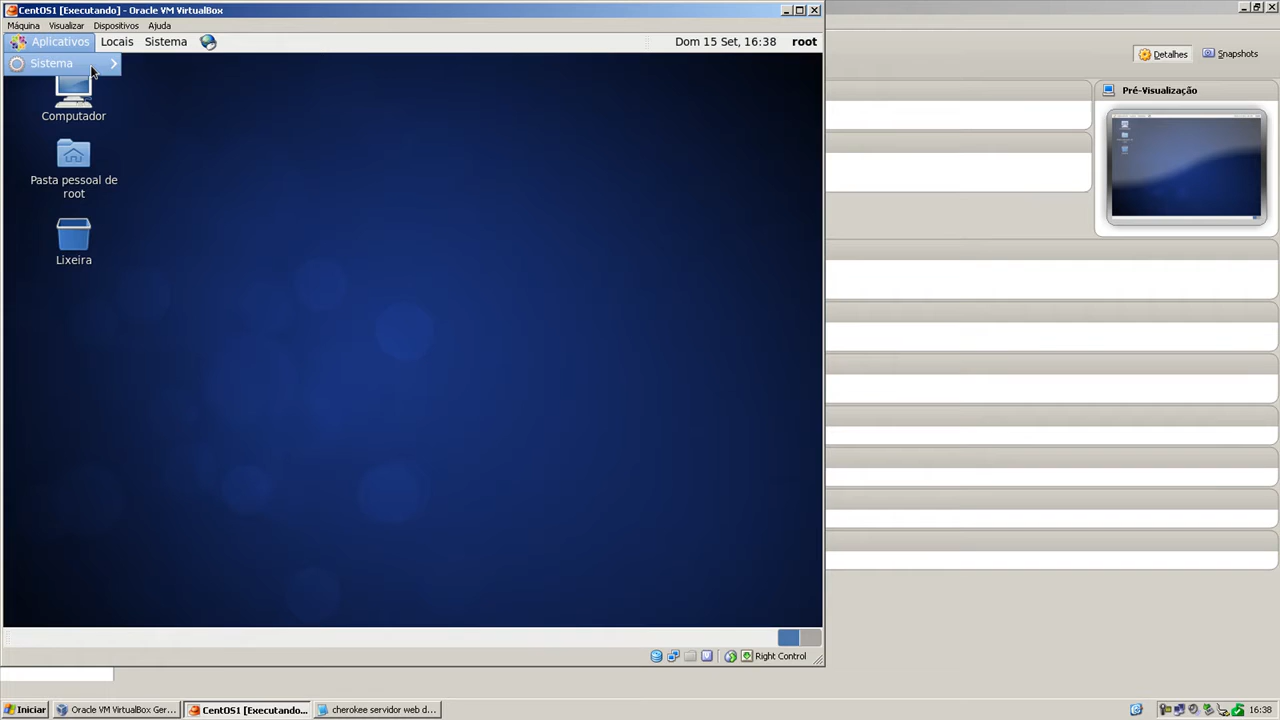 CentOS1 [Executando] - Oracle VM VirtualBox
Máquina Visualizar Dispositivos Ajuda
Aplicativos Locais Sistema Dom 15 Set, 16:38 root
Sistema
Computador
Pasta pessoal de
root
Lixeira
Right Control
Detalhes Snapshots
Pré-Visualização
Iniciar Oracle VM VirtualBox Ger... CentOS1 [Executando... cherokee servidor web d... 16:38